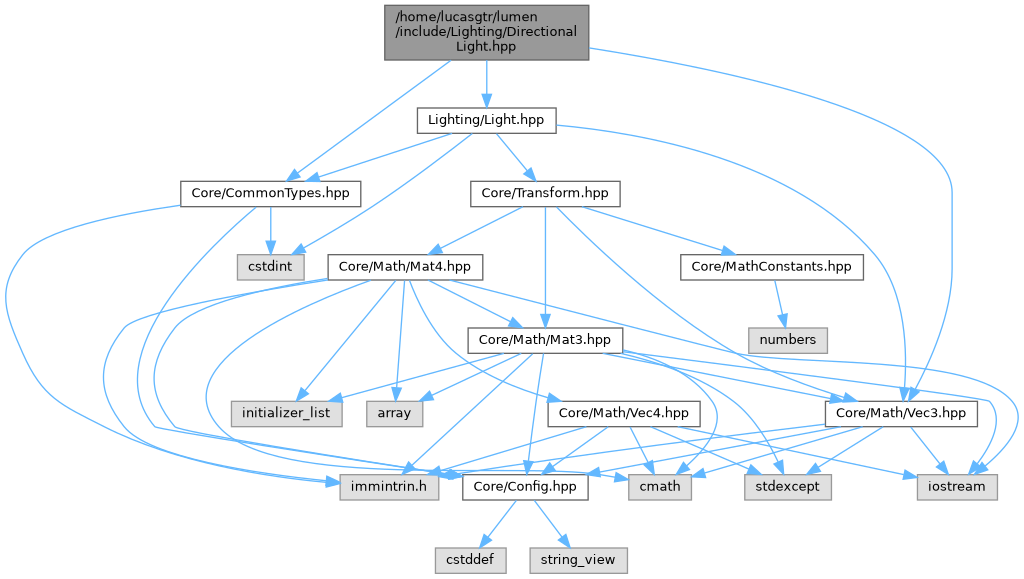 /home/lucasgtr/lumen
/include/Lighting/Directional
Light.hpp
Lighting/Light.hpp
Core/CommonTypes.hpp
Core/Transform.hpp
cstdint
Core/Math/Mat4.hpp
Core/MathConstants.hpp
Core/Math/Mat3.hpp
numbers
initializer_list
array
Core/Math/Vec4.hpp
Core/Math/Vec3.hpp
immintrin.h
Core/Config.hpp
cmath
stdexcept
iostream
cstddef
string_view